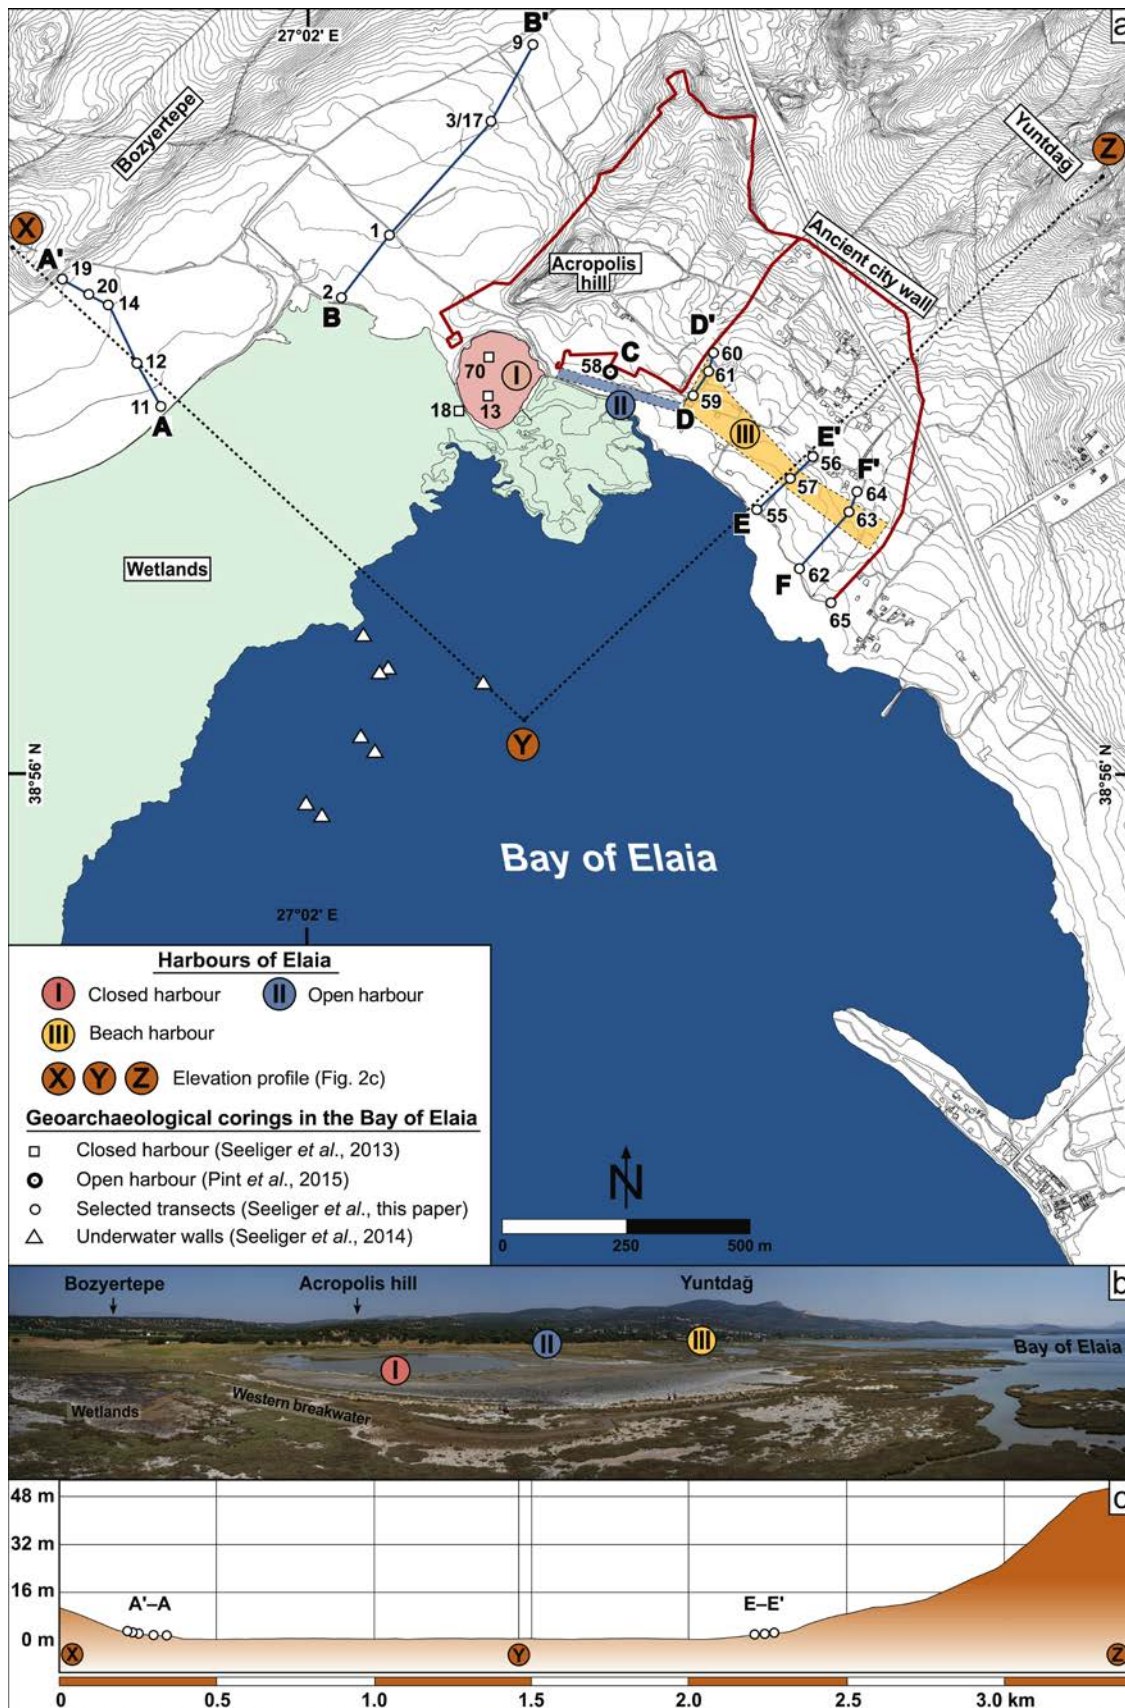 a
27°02' E
B'
9
3/17
Bozyertepe
Yuntdağ
Z
X
A'
19
20
14
1
2
B
12
11
A
Acropolis
hill
Ancient city wall
D'
60
61
59
D
C
58
70
I
13
18
II
III
E'
56
57
55
E
F'
64
63
62
F
65
Wetlands
Y
38°56' N
38°56' N
Bay of Elaia
27°02' E
Harbours of Elaia
I Closed harbour
II Open harbour
III Beach harbour
X Y Z Elevation profile (Fig. 2c)
Geoarchaeological corings in the Bay of Elaia
Closed harbour (Seeliger et al., 2013)
Open harbour (Pint et al., 2015)
Selected transects (Seeliger et al., this paper)
Underwater walls (Seeliger et al., 2014)
N
0 250 500 m
b
Bozyertepe
Acropolis hill
Yuntdağ
I
II
III
Bay of Elaia
Wetlands
Western breakwater
c
48 m
32 m
16 m
0 m
A'–A
E–E'
X
Y
Z
0 0.5 1.0 1.5 2.0 2.5 3.0 km